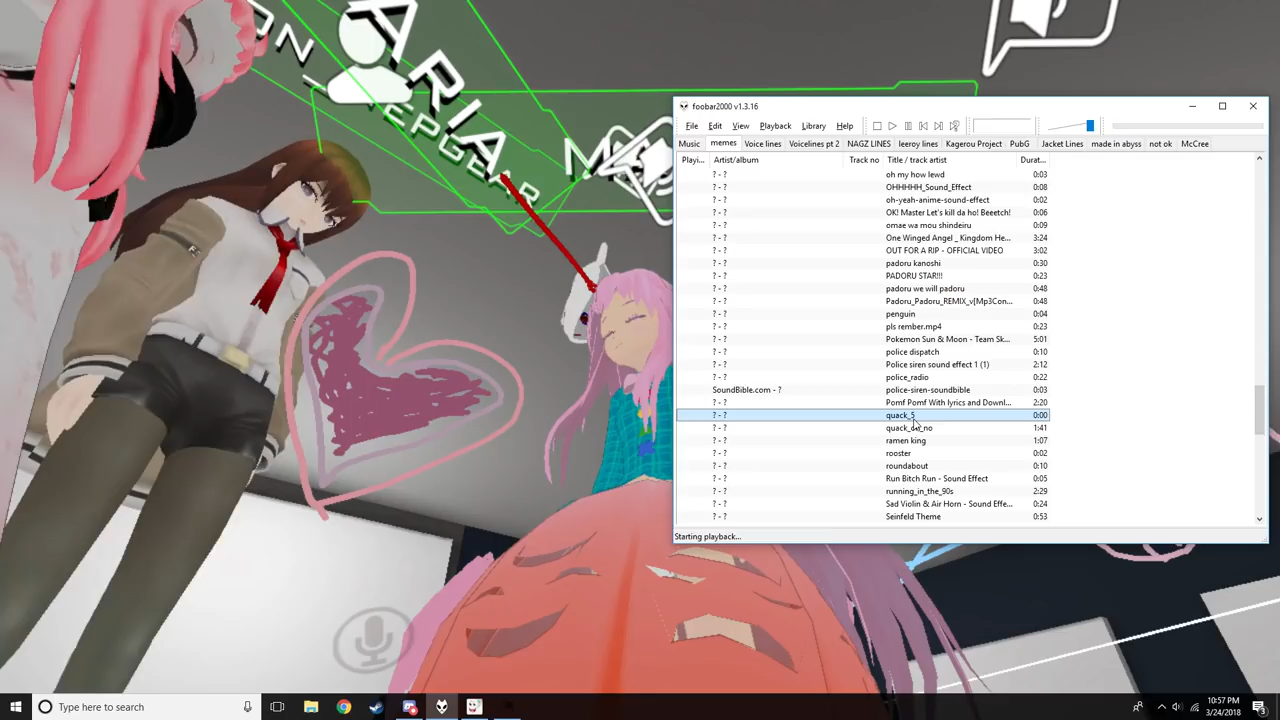 ON
ARIA
EPGEAR
M
foobar2000 v1.3.16
File Edit View Playback Library Help
Music memes Voice lines Voicelines pt 2 NAGZ LINES leeroy lines Kagerou Project PubG Jacket Lines made in abyss not ok McCree
Playi... Artist/album Track no Title / track artist Durat...
? - ? oh my how lewd 0:03
? - ? OHHHHH_Sound_Effect 0:08
? - ? oh-yeah-anime-sound-effect 0:02
? - ? OK! Master Let's kill da ho! Beeetch! 0:06
? - ? omae wa mou shindeiru 0:09
? - ? One Winged Angel _ Kingdom He... 3:24
? - ? OUT FOR A RIP - OFFICIAL VIDEO 3:02
? - ? padoru kanoshi 0:30
? - ? PADORU STAR!!! 0:23
? - ? padoru we will padoru 0:48
? - ? Padoru_Padoru_REMIX_v[Mp3Con... 0:48
? - ? penguin 0:04
? - ? pls rember.mp4 0:23
? - ? Pokemon Sun & Moon - Team Sk... 5:01
? - ? police dispatch 0:10
? - ? Police siren sound effect 1 (1) 2:12
? - ? police_radio 0:22
SoundBible.com - ? police-siren-soundbible 0:03
? - ? Pomf Pomf With lyrics and Downl... 2:20
? - ? quack_5 0:00
? - ? 1:41
? - ? ramen king 1:07
? - ? rooster 0:02
? - ? roundabout 0:10
? - ? Run Bitch Run - Sound Effect 0:05
? - ? running_in_the_90s 2:29
? - ? Sad Violin & Air Horn - Sound Effe... 0:24
? - ? Seinfeld Theme 0:53
Starting playback...
Type here to search
10:57 PM
3/24/2018
3